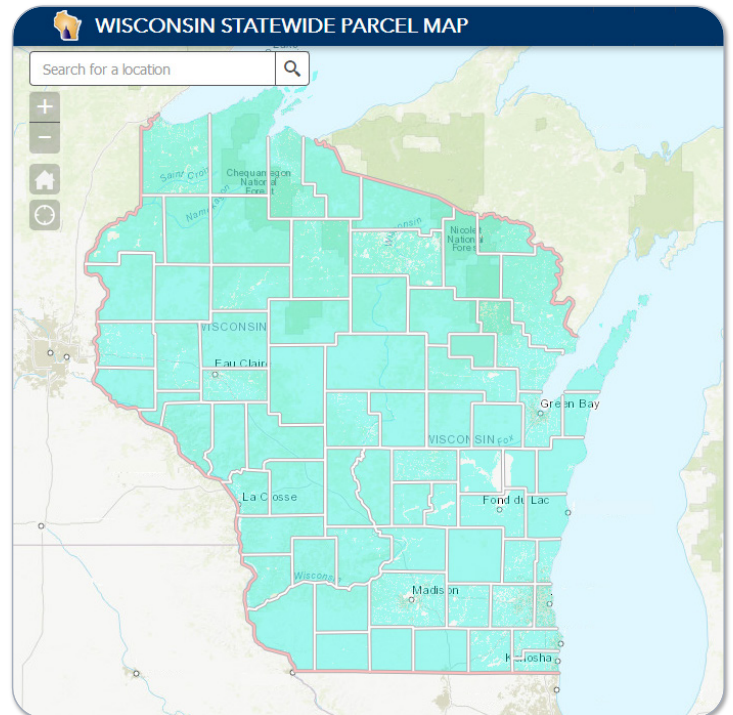 WISCONSIN STATEWIDE PARCEL MAP
Search for a location
+
−
Saint Croix
Chequamegon
National
Forest
Namekagon
Wisconsin
Nicolet
National
Forest
WISCONSIN
Eau Claire
Green Bay
WISCONSIN Fox
La Crosse
Fond du Lac
Wisconsin
Madison
Kenosha